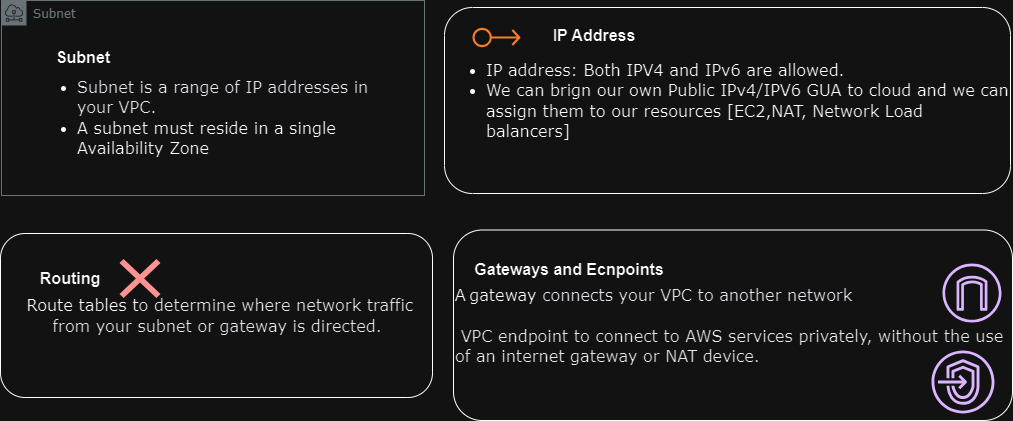 Subnet
Subnet
• Subnet is a range of IP addresses in
your VPC.
• A subnet must reside in a single
Availability Zone
IP Address
• IP address: Both IPV4 and IPv6 are allowed.
• We can brign our own Public IPv4/IPV6 GUA to cloud and we can
assign them to our resources [EC2,NAT, Network Load
balancers]
Routing
Route tables to determine where network traffic
from your subnet or gateway is directed.
Gateways and Ecnpoints
A gateway connects your VPC to another network
VPC endpoint to connect to AWS services privately, without the use
of an internet gateway or NAT device.